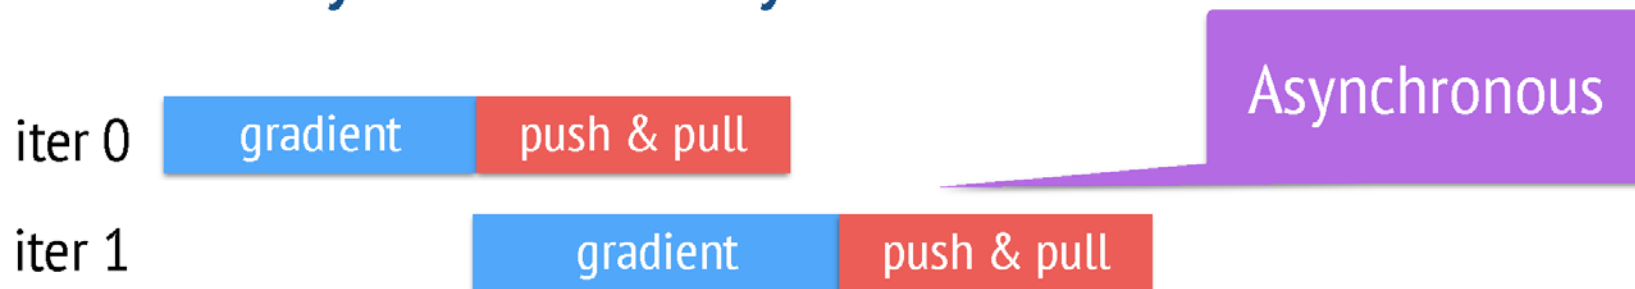 Asynchronous
iter 0 gradient push & pull
iter 1 gradient push & pull